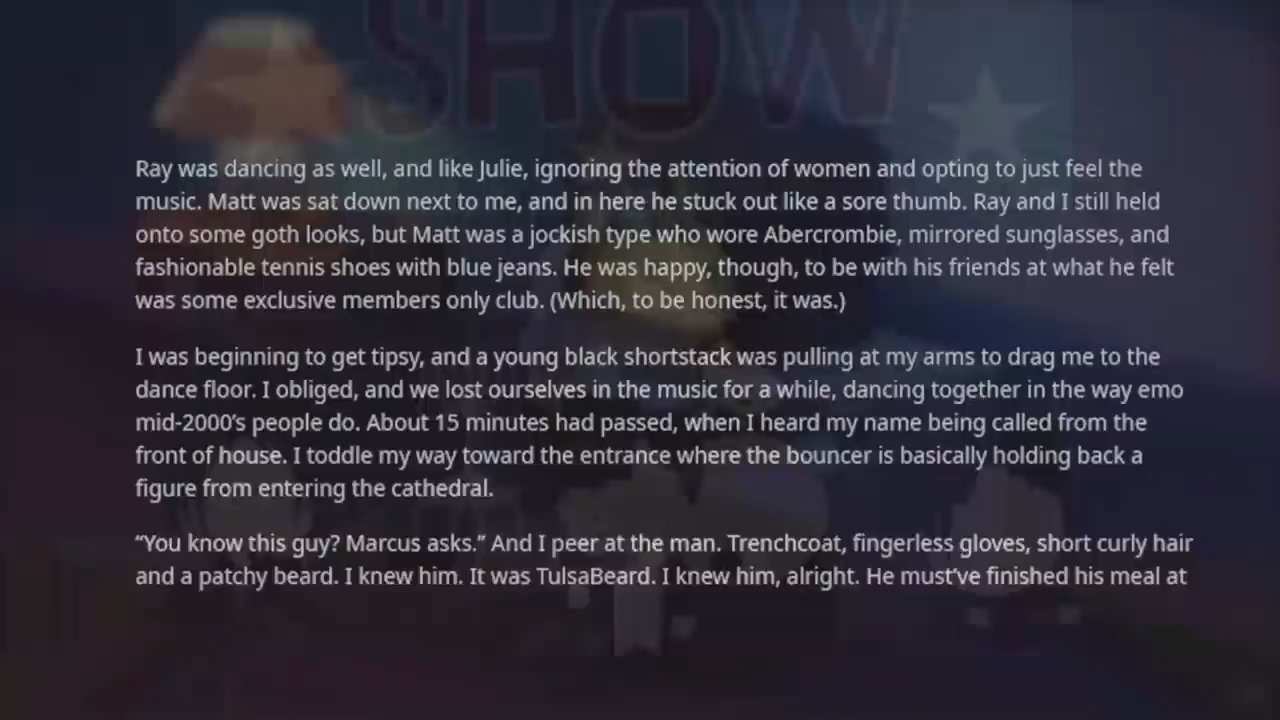 SHOW
Ray was dancing as well, and like Julie, ignoring the attention of women and opting to just feel the
music. Matt was sat down next to me, and in here he stuck out like a sore thumb. Ray and I still held
onto some goth looks, but Matt was a jockish type who wore Abercrombie, mirrored sunglasses, and
fashionable tennis shoes with blue jeans. He was happy, though, to be with his friends at what he felt
was some exclusive members only club. (Which, to be honest, it was.)
I was beginning to get tipsy, and a young black shortstack was pulling at my arms to drag me to the
dance floor. I obliged, and we lost ourselves in the music for a while, dancing together in the way emo
mid-2000’s people do. About 15 minutes had passed, when I heard my name being called from the
front of house. I toddle my way toward the entrance where the bouncer is basically holding back a
figure from entering the cathedral.
“You know this guy? Marcus asks.” And I peer at the man. Trenchcoat, fingerless gloves, short curly hair
and a patchy beard. I knew him. It was TulsaBeard. I knew him, alright. He must’ve finished his meal at